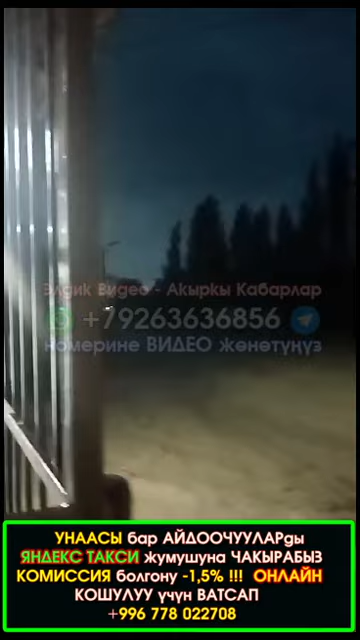 Элдик Видео - Акыркы Кабарлар
+79263636856
номерине ВИДЕО жөнөтүңүз
УНААСЫ бар АЙДООЧУУЛАРды
ЯНДЕКС ТАКСИ жумушуна ЧАКЫРАБЫЗ
КОМИССИЯ болгону -1,5% !!! ОНЛАЙН
КОШУЛУУ үчүн ВАТСАП
+996 778 022708